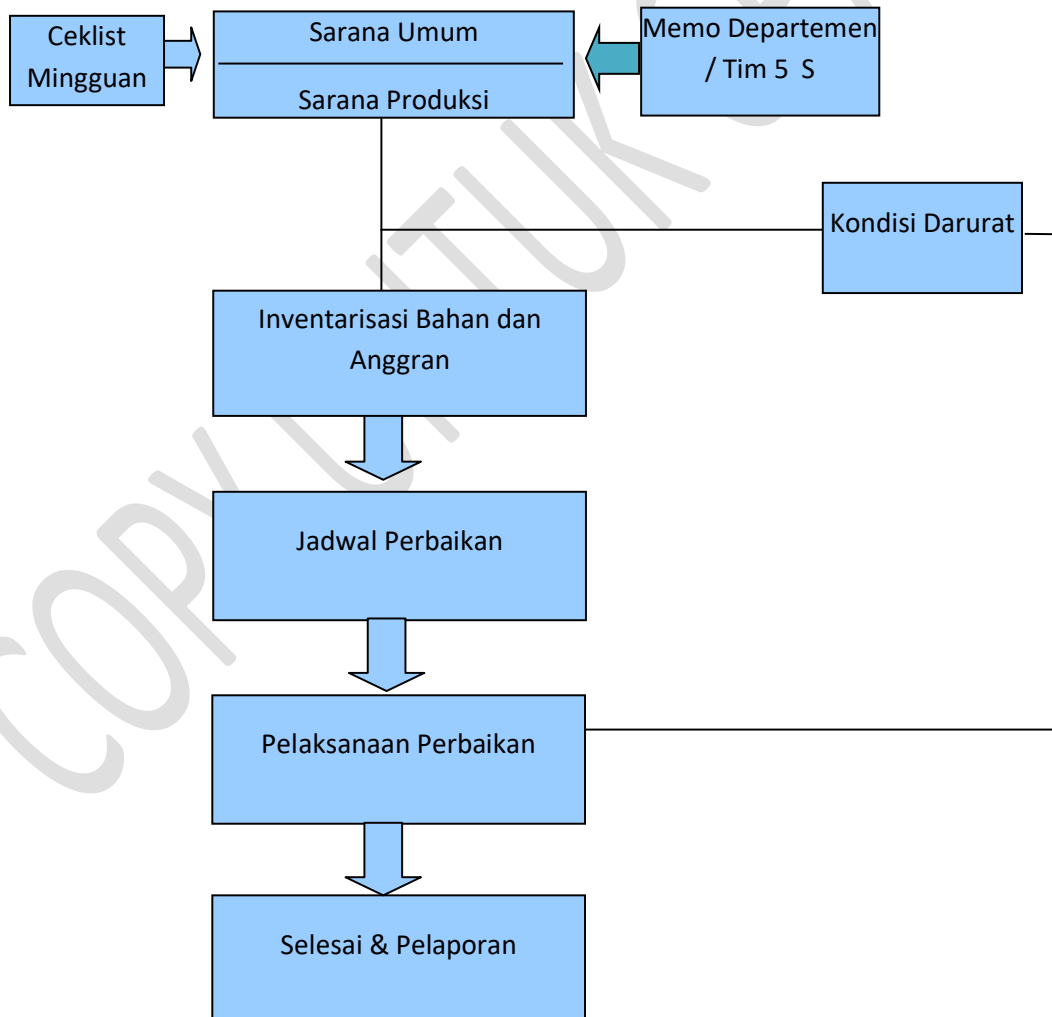 Ceklist
Mingguan
Sarana Umum
Sarana Produksi
Memo Departemen
/ Tim 5 S
Kondisi Darurat
Inventarisasi Bahan dan
Anggran
Jadwal Perbaikan
Pelaksanaan Perbaikan
Selesai & Pelaporan
COPY UNTUK